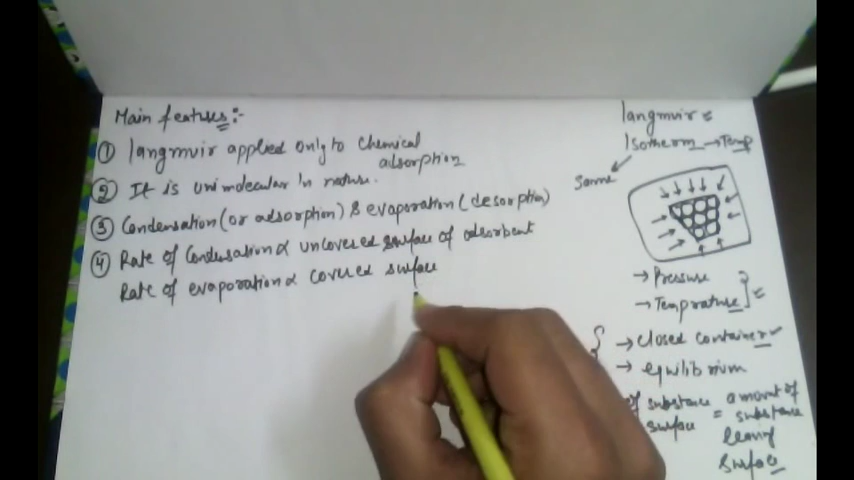 Main features:-
① langmuir applied only to chemical
adsorption
② It is unimolecular in nature.
③ Condensation (or adsorption) & evaporation (desorption)
④ Rate of Condensation ∝ uncovered surface of adsorbent
Rate of evaporation ∝ covered surface
langmuir =
Isotherm → Temp
Same
→ Pressure
→ Temprature } =
{ → closed container
→ equilibrium
of substance = amount of
surface substance
leaving
surface